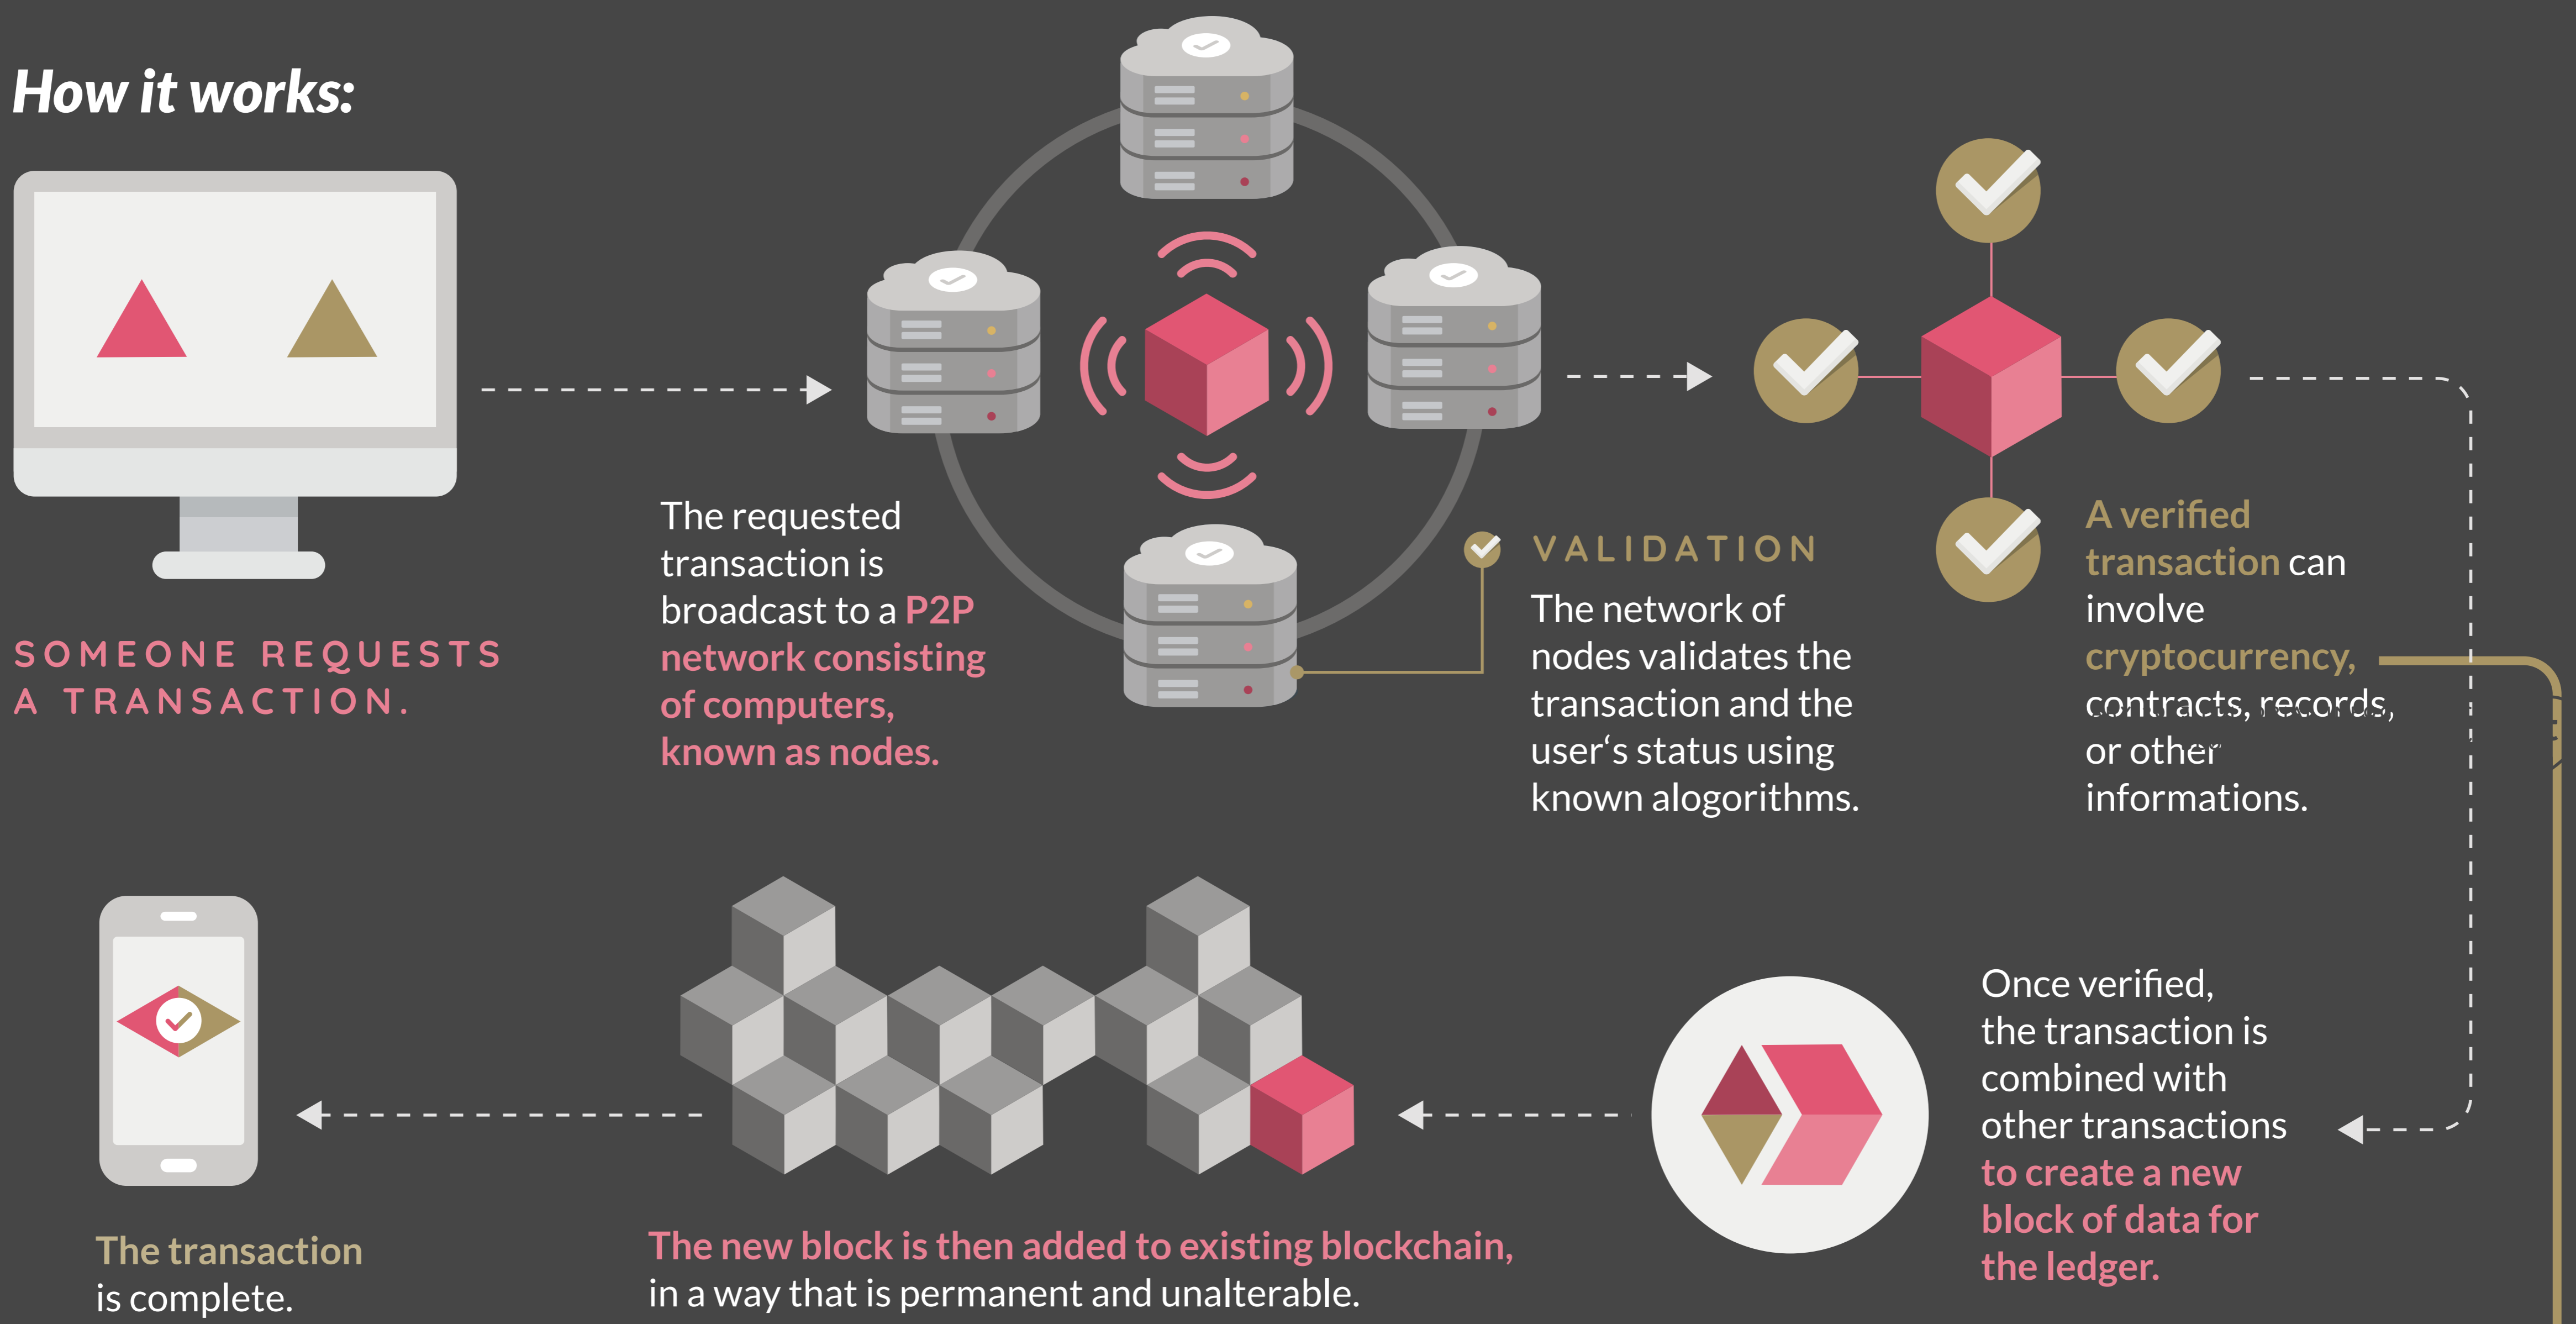 How it works:
SOMEONE REQUESTS
A TRANSACTION.
The requested
transaction is
broadcast to a P2P
network consisting
of computers,
known as nodes.
VALIDATION
The network of
nodes validates the
transaction and the
user‘s status using
known alogorithms.
A verified
transaction can
involve
cryptocurrency,
contracts, records,
or other
informations.
Once verified,
the transaction is
combined with
other transactions
to create a new
block of data for
the ledger.
The new block is then added to existing blockchain,
in a way that is permanent and unalterable.
The transaction
is complete.